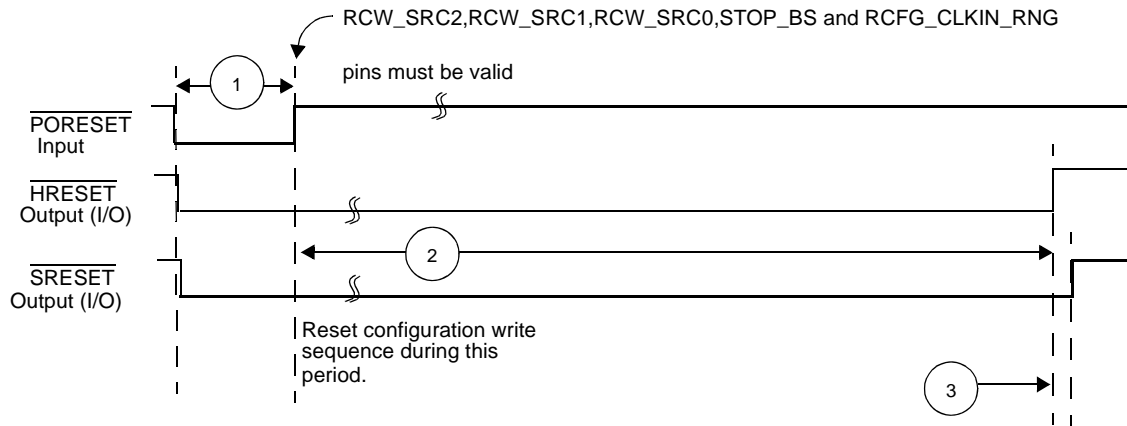 RCW_SRC2,RCW_SRC1,RCW_SRC0,STOP_BS and RCFG_CLKIN_RNG
pins must be valid
1
PORESET
Input
HRESET
Output (I/O)
2
SRESET
Output (I/O)
Reset configuration write
sequence during this
period.
3